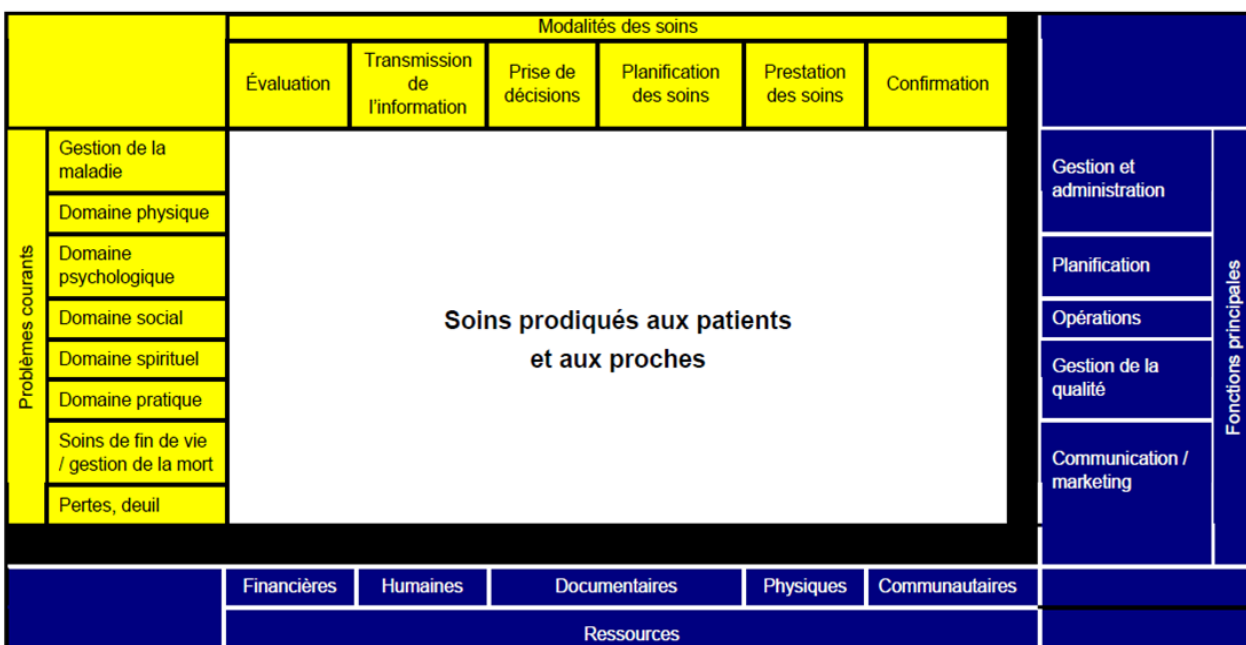 Modalités des soins
Évaluation
Transmission
de
l'information
Prise de
décisions
Planification
des soins
Prestation
des soins
Confirmation
Problèmes courants
Gestion de la
maladie
Domaine physique
Domaine
psychologique
Domaine social
Domaine spirituel
Domaine pratique
Soins de fin de vie
/ gestion de la mort
Pertes, deuil
Soins prodiqués aux patients
et aux proches
Gestion et
administration
Planification
Opérations
Gestion de la
qualité
Communication /
marketing
Fonctions principales
Financières
Humaines
Documentaires
Physiques
Communautaires
Ressources